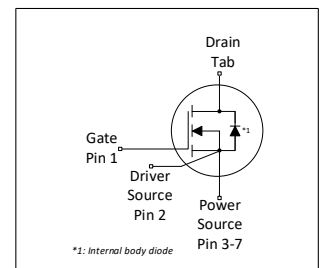 Drain
Tab
*1
Gate
Pin 1
Driver
Source
Pin 2
Power
Source
Pin 3-7
*1: Internal body diode